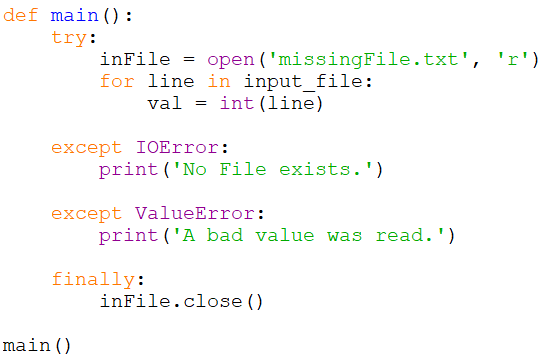 def main():
    try:
        inFile = open('missingFile.txt', 'r')
        for line in input_file:
            val = int(line)
    except IOError:
        print('No File exists.')
    except ValueError:
        print('A bad value was read.')
    finally:
        inFile.close()
main()